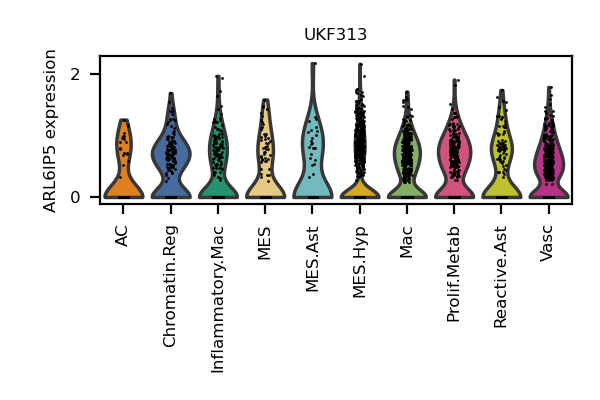 UKF313
ARL6IP5 expression
2
0
AC
Chromatin.Reg
Inflammatory.Mac
MES
MES.Ast
MES.Hyp
Mac
Prolif.Metab
Reactive.Ast
Vasc